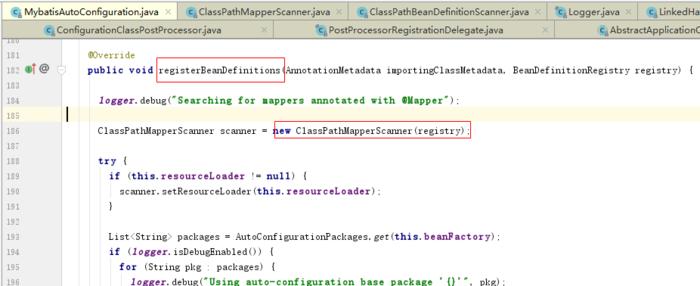 MybatisAutoConfiguration.java ClassPathMapperScanner.java ClassPathBeanDefinitionScanner.java Logger.java LinkedHa
ConfigurationClassPostProcessor.java PostProcessorRegistrationDelegate.java AbstractApplicationC
180
181 @Override
182 public void registerBeanDefinitions(AnnotationMetadata importingClassMetadata, BeanDefinitionRegistry registry) {
183
184 logger.debug("Searching for mappers annotated with @Mapper");
185
186 ClassPathMapperScanner scanner = new ClassPathMapperScanner(registry);
187
188 try {
189 if (this.resourceLoader != null) {
190 scanner.setResourceLoader(this.resourceLoader);
191 }
192
193 List<String> packages = AutoConfigurationPackages.get(this.beanFactory);
194 if (logger.isDebugEnabled()) {
195 for (String pkg : packages) {
196 logger.debug("Using auto-configuration base package '{}'", pkg);